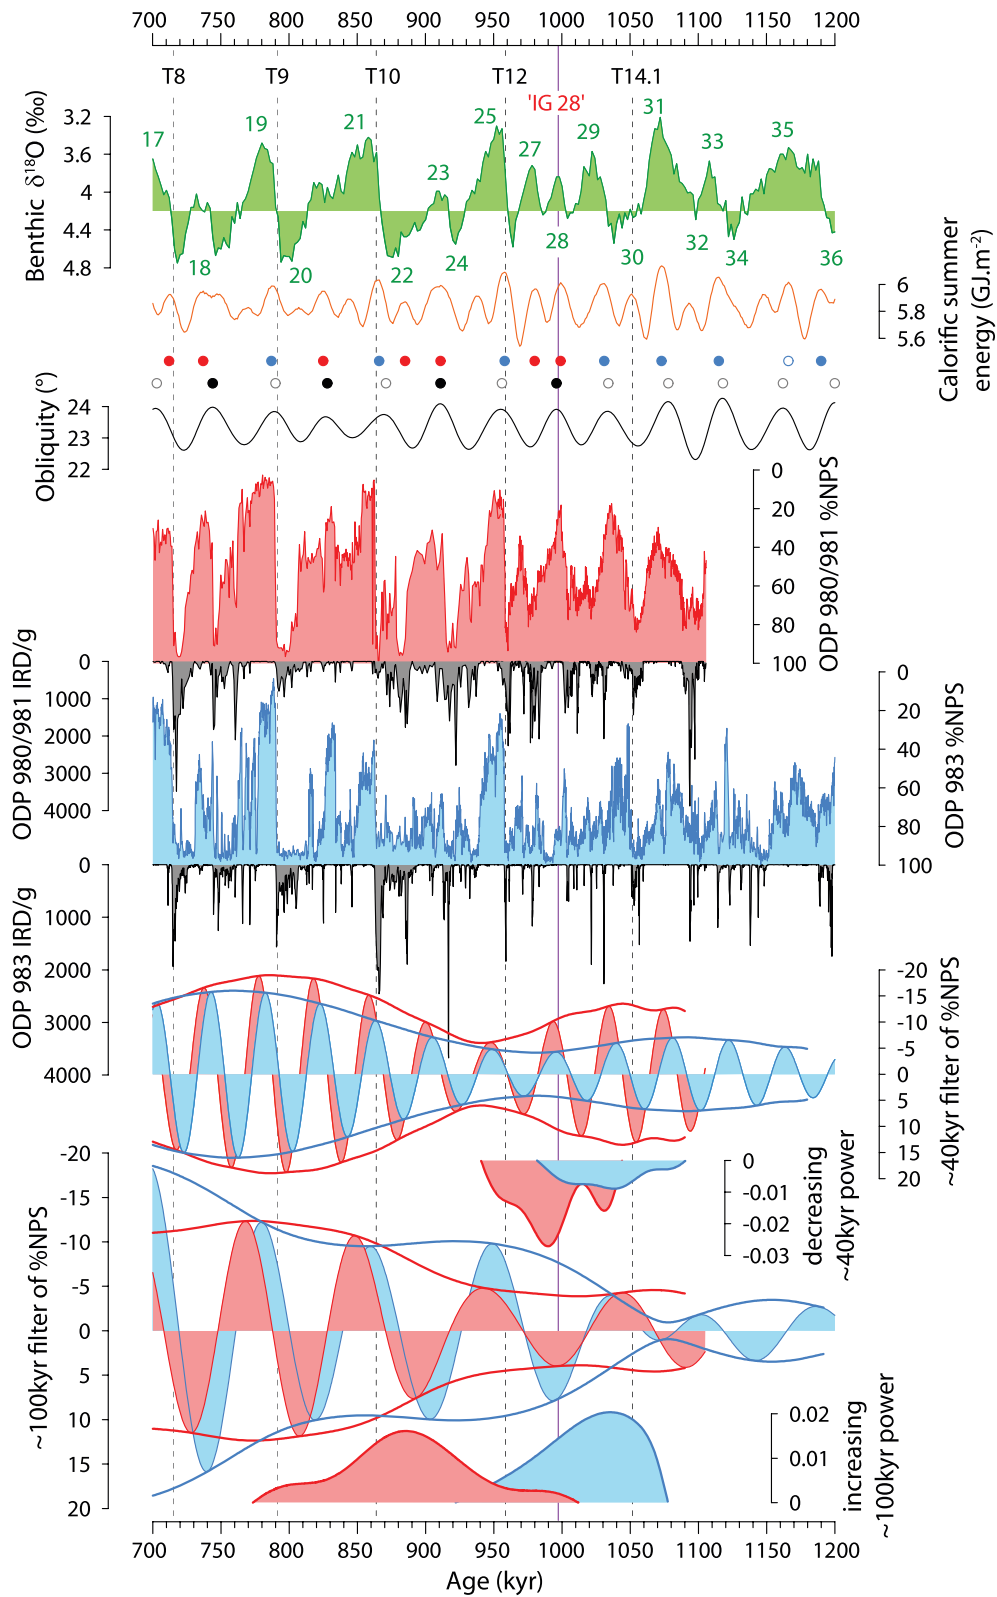 700 750 800 850 900 950 1000 1050 1100 1150 1200
T8 T9 T10 T12 T14.1
'IG 28'
Benthic δ18O (‰)
3.2
3.6
4
4.4
4.8
17 19 21 23 25 27 29 31 33 35
18 20 22 24 28 30 32 34 36
Calorific summer
energy (GJ.m-2)
6
5.8
5.6
Obliquity (°)
24
23
22
ODP 980/981 %NPS
0
20
40
60
80
100
ODP 980/981 IRD/g
0
1000
2000
3000
4000
ODP 983 %NPS
0
20
40
60
80
100
ODP 983 IRD/g
0
1000
2000
3000
4000
~40kyr filter of %NPS
-20
-15
-10
-5
0
5
10
15
20
decreasing
~40kyr power
0
-0.01
-0.02
-0.03
~100kyr filter of %NPS
-20
-15
-10
-5
0
5
10
15
20
increasing
~100kyr power
0.02
0.01
0
700 750 800 850 900 950 1000 1050 1100 1150 1200
Age (kyr)